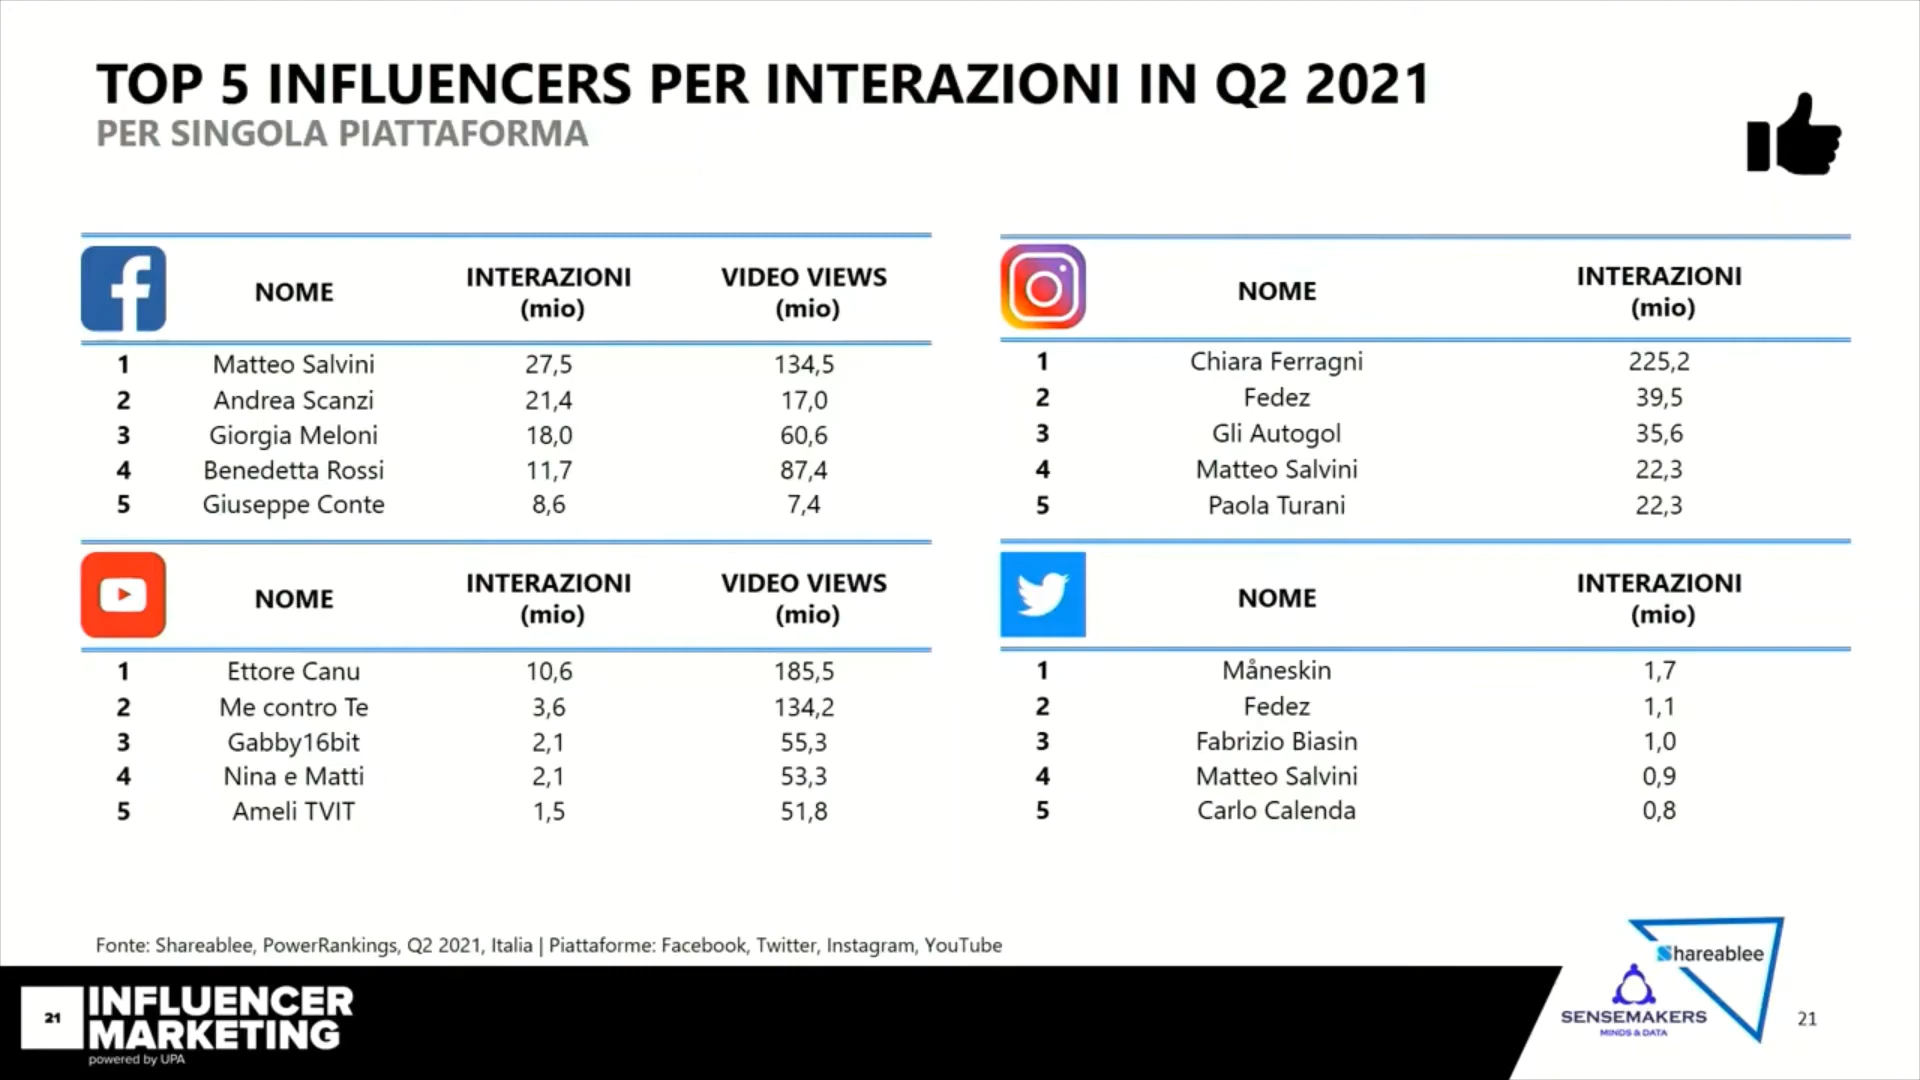 TOP 5 INFLUENCERS PER INTERAZIONI IN Q2 2021
PER SINGOLA PIATTAFORMA
NOME INTERAZIONI (mio) VIDEO VIEWS (mio)
1 Matteo Salvini 27,5 134,5
2 Andrea Scanzi 21,4 17,0
3 Giorgia Meloni 18,0 60,6
4 Benedetta Rossi 11,7 87,4
5 Giuseppe Conte 8,6 7,4
NOME INTERAZIONI (mio)
1 Chiara Ferragni 225,2
2 Fedez 39,5
3 Gli Autogol 35,6
4 Matteo Salvini 22,3
5 Paola Turani 22,3
NOME INTERAZIONI (mio) VIDEO VIEWS (mio)
1 Ettore Canu 10,6 185,5
2 Me contro Te 3,6 134,2
3 Gabby16bit 2,1 55,3
4 Nina e Matti 2,1 53,3
5 Ameli TVIT 1,5 51,8
NOME INTERAZIONI (mio)
1 Måneskin 1,7
2 Fedez 1,1
3 Fabrizio Biasin 1,0
4 Matteo Salvini 0,9
5 Carlo Calenda 0,8
Fonte: Shareablee, PowerRankings, Q2 2021, Italia | Piattaforme: Facebook, Twitter, Instagram, YouTube
21
INFLUENCER
MARKETING
powered by UPA
Shareablee
SENSEMAKERS
MINDS & DATA
21